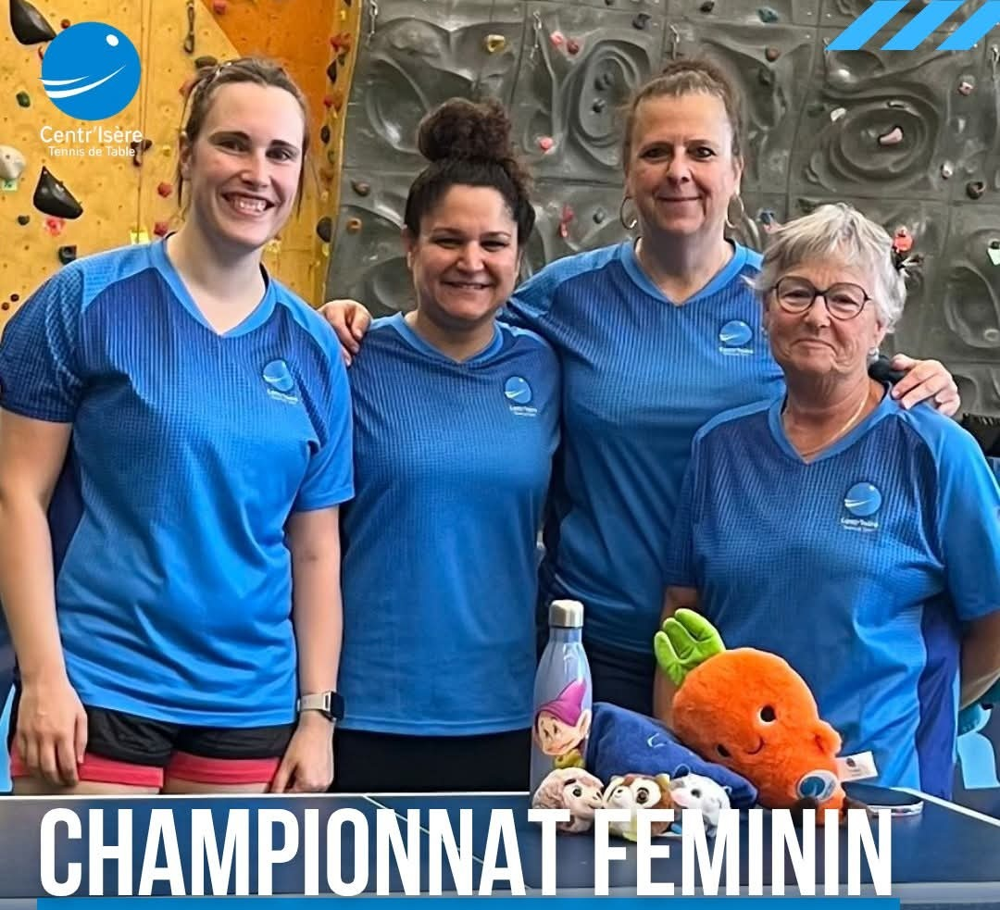 Centr'Isère
Tennis de Table
CHAMPIONNAT FEMININ